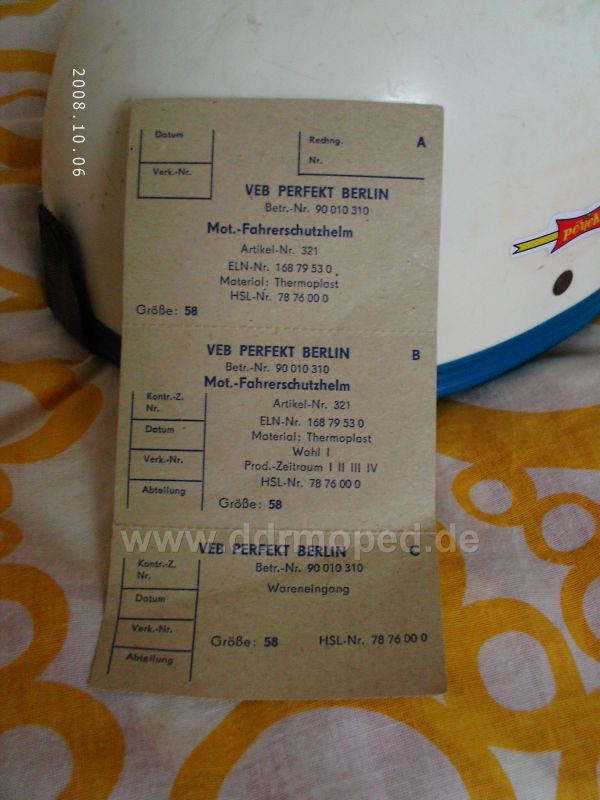 2008.10.06
Datum
Verk.-Nr.
Rechng. A
Nr.
VEB PERFEKT BERLIN
Betr.-Nr. 90 010 310
Mot.-Fahrerschutzhelm
Artikel-Nr. 321
ELN-Nr. 168 79 53 0
Material: Thermoplast
HSL-Nr. 78 76 00 0
Größe: 58
VEB PERFEKT BERLIN B
Betr.-Nr. 90 010 310
Mot.-Fahrerschutzhelm
Kontr.-Z.
Nr.
Datum
Verk.-Nr.
Abteilung
Artikel-Nr. 321
ELN-Nr. 168 79 53 0
Material: Thermoplast
Wahl I
Prod.-Zeitraum I II III IV
HSL-Nr. 78 76 00 0
Größe: 58
www.ddrmoped.de
VEB PERFEKT BERLIN C
Kontr.-Z.
Nr.
Datum
Verk.-Nr.
Abteilung
Betr.-Nr. 90 010 310
Wareneingang
Größe: 58 HSL-Nr. 78 76 00 0